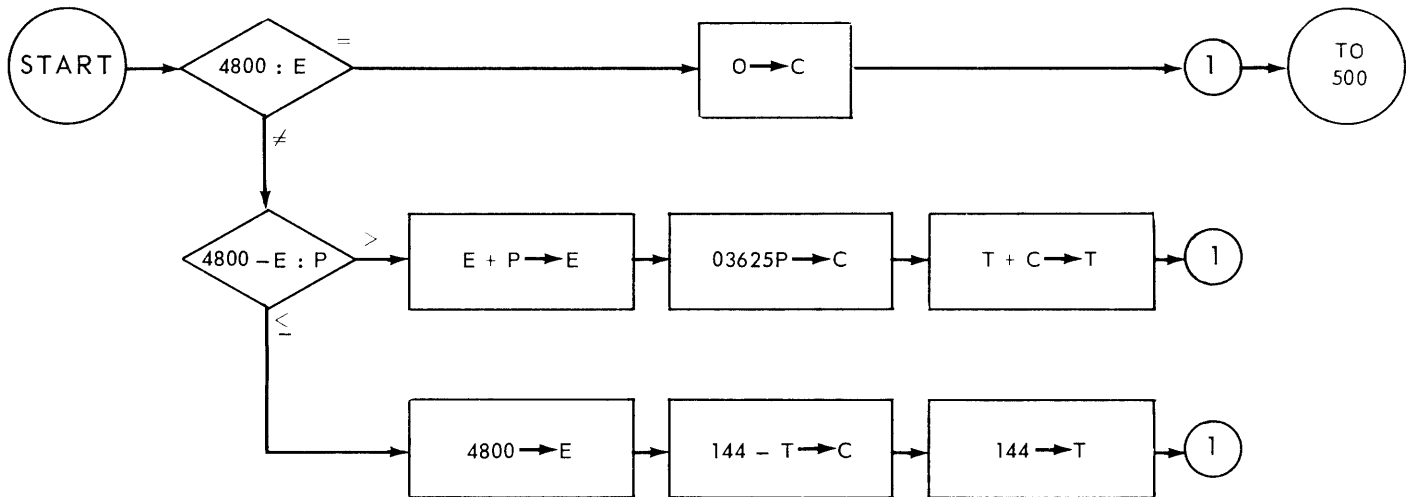 START
4800 : E
=
O → C
1
TO
500
≠
4800 – E : P
>
E + P → E
03625P → C
T + C → T
1
≤
4800 → E
144 – T → C
144 → T
1